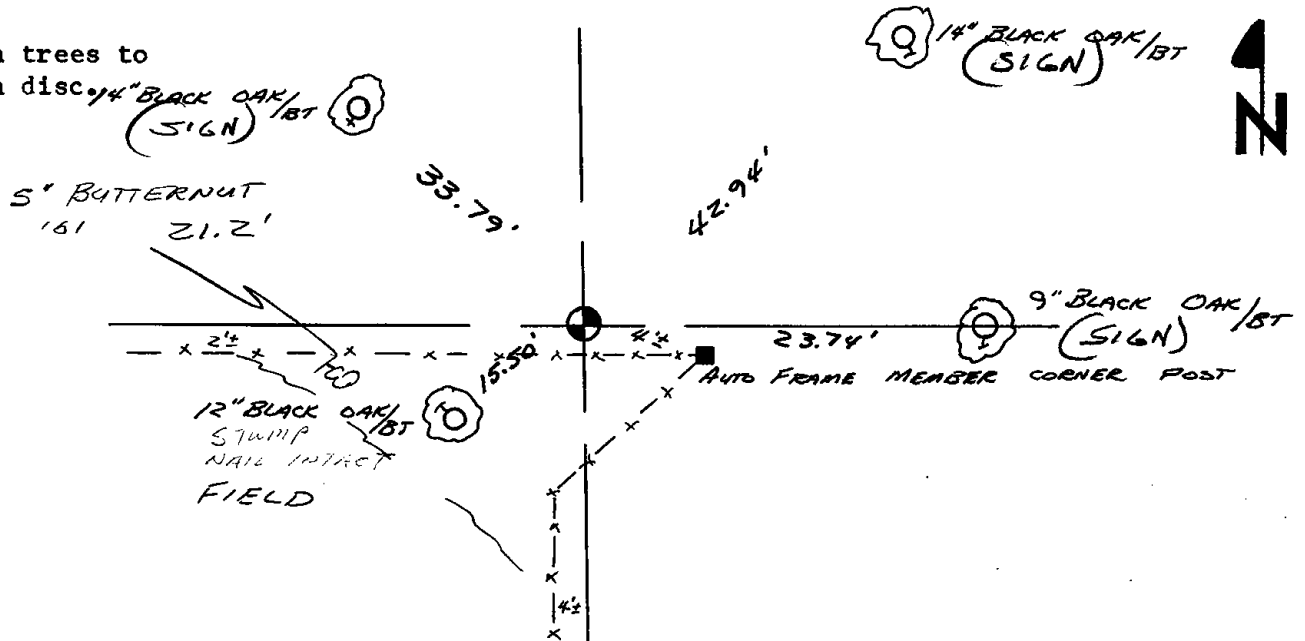 trees to
disc.
14" BLACK OAK/BT
(SIGN)
14" BLACK OAK/BT
(SIGN)
N
5" BUTTERNUT
21.2'
33.79'
42.94'
9" BLACK OAK/BT
(SIGN)
2'±
4'±
23.74'
15.50'
AUTO FRAME MEMBER CORNER POST
12" BLACK OAK/BT
STUMP
NAIL INTACT
FIELD
4'±